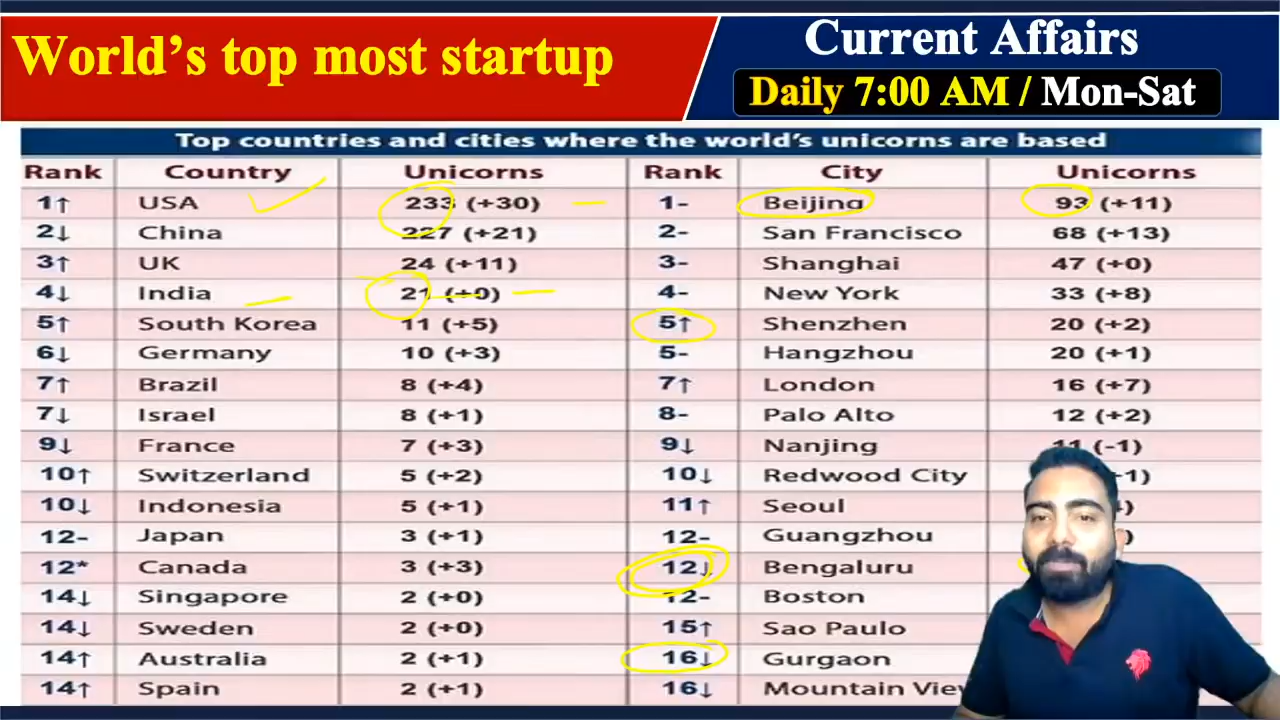 World's top most startup
Current Affairs
Daily 7:00 AM / Mon-Sat
Top countries and cities where the world's unicorns are based
Rank Country Unicorns Rank City Unicorns
1↑ USA 233 (+30) 1- Beijing 93 (+11)
2↓ China 227 (+21) 2- San Francisco 68 (+13)
3↑ UK 24 (+11) 3- Shanghai 47 (+0)
4↓ India 21 (+0) 4- New York 33 (+8)
5↑ South Korea 11 (+5) 5↑ Shenzhen 20 (+2)
6↓ Germany 10 (+3) 5- Hangzhou 20 (+1)
7↑ Brazil 8 (+4) 7↑ London 16 (+7)
7↓ Israel 8 (+1) 8- Palo Alto 12 (+2)
9↓ France 7 (+3) 9↓ Nanjing 11 (-1)
10↑ Switzerland 5 (+2) 10↓ Redwood City
10↓ Indonesia 5 (+1) 11↑ Seoul
12- Japan 3 (+1) 12- Guangzhou
12* Canada 3 (+3) 12↓ Bengaluru
14↓ Singapore 2 (+0) 12- Boston
14↓ Sweden 2 (+0) 15↑ Sao Paulo
14↑ Australia 2 (+1) 16↓ Gurgaon
14↑ Spain 2 (+1) 16↓ Mountain